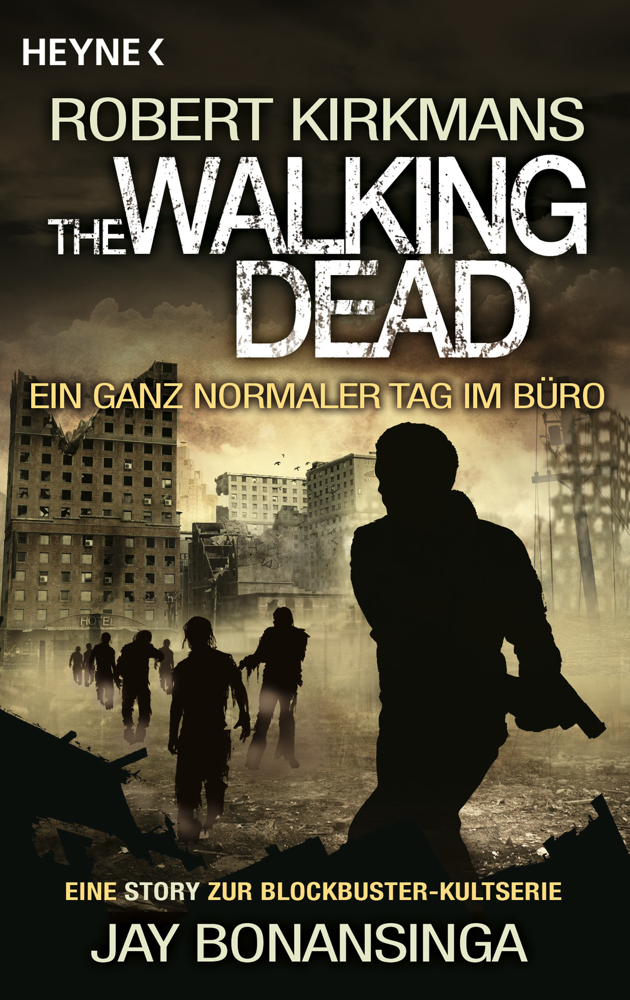 HEYNE
ROBERT KIRKMANS
THE WALKING
DEAD
EIN GANZ NORMALER TAG IM BÜRO
HOTEL
EINE STORY ZUR BLOCKBUSTER-KULTSERIE
JAY BONANSINGA